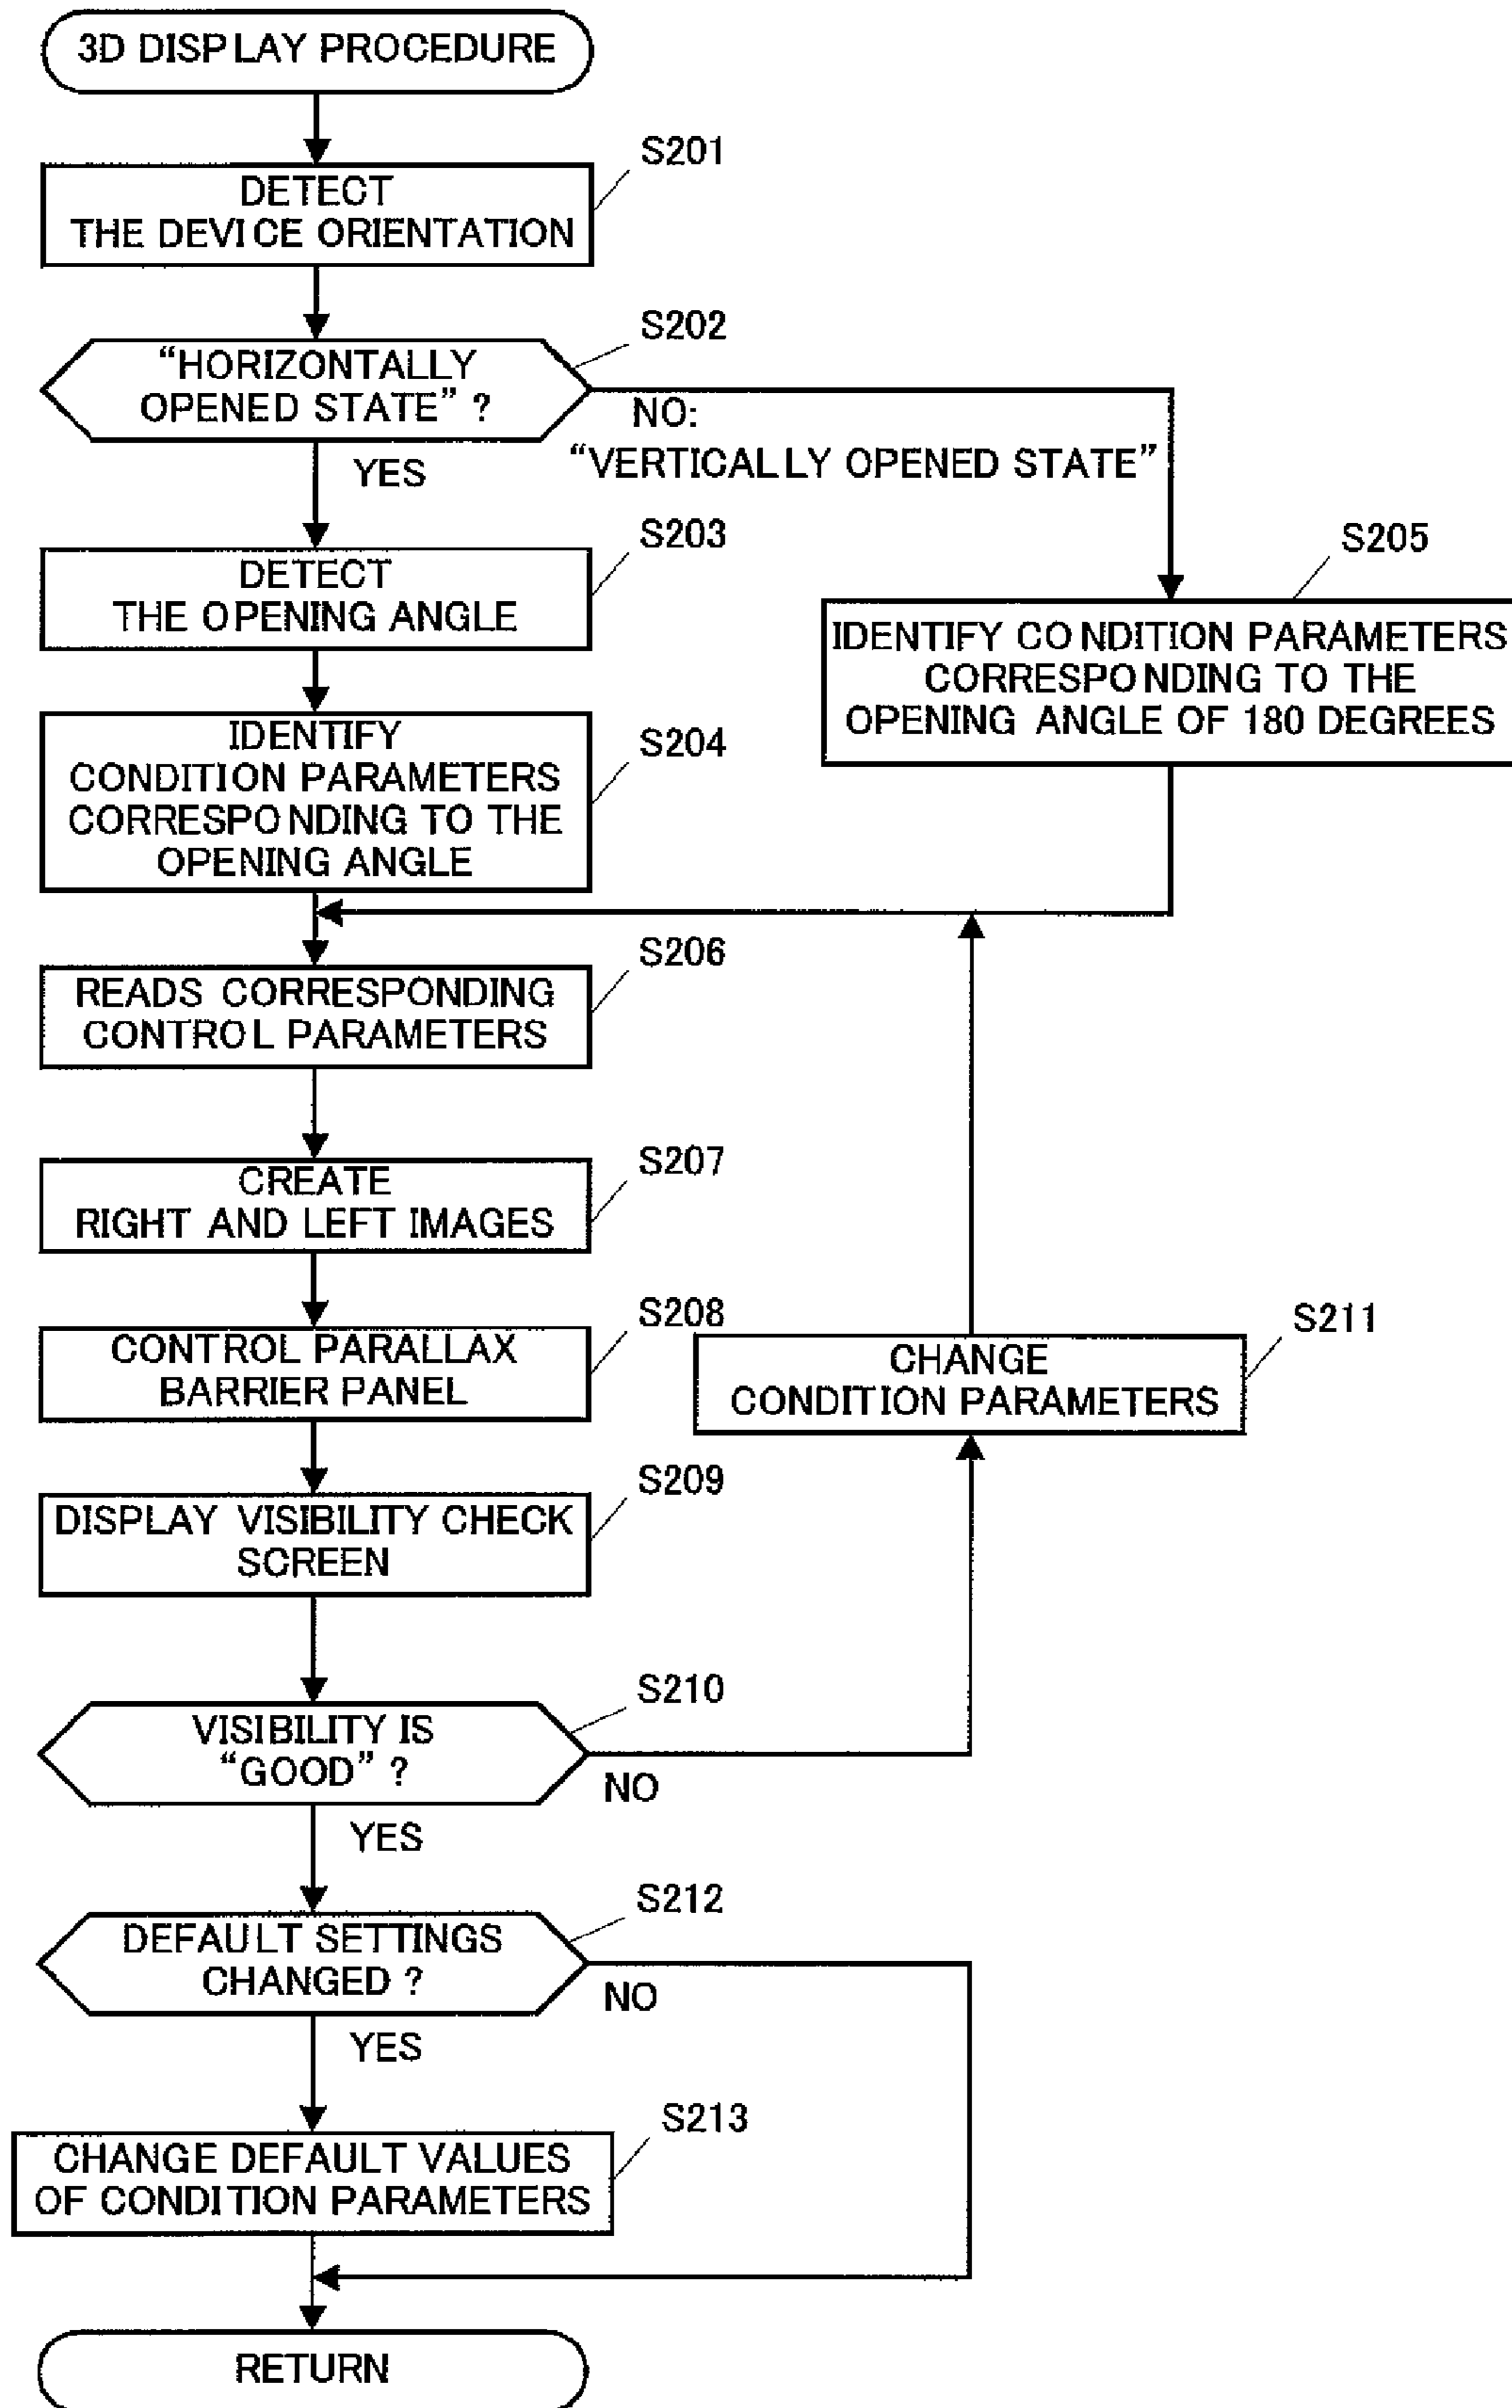 3D DISPLAY PROCEDURE
S201
DETECT
THE DEVICE ORIENTATION
S202
“HORIZONTALLY
OPENED STATE” ?
NO:
“VERTICALLY OPENED STATE”
YES
S203
DETECT
THE OPENING ANGLE
S205
IDENTIFY CONDITION PARAMETERS
CORRESPONDING TO THE
OPENING ANGLE OF 180 DEGREES
S204
IDENTIFY
CONDITION PARAMETERS
CORRESPONDING TO THE
OPENING ANGLE
S206
READS CORRESPONDING
CONTROL PARAMETERS
S207
CREATE
RIGHT AND LEFT IMAGES
S208
CONTROL PARALLAX
BARRIER PANEL
S211
CHANGE
CONDITION PARAMETERS
S209
DISPLAY VISIBILITY CHECK
SCREEN
S210
VISIBILITY IS
“GOOD” ?
NO
YES
S212
DEFAULT SETTINGS
CHANGED ?
NO
YES
S213
CHANGE DEFAULT VALUES
OF CONDITION PARAMETERS
RETURN